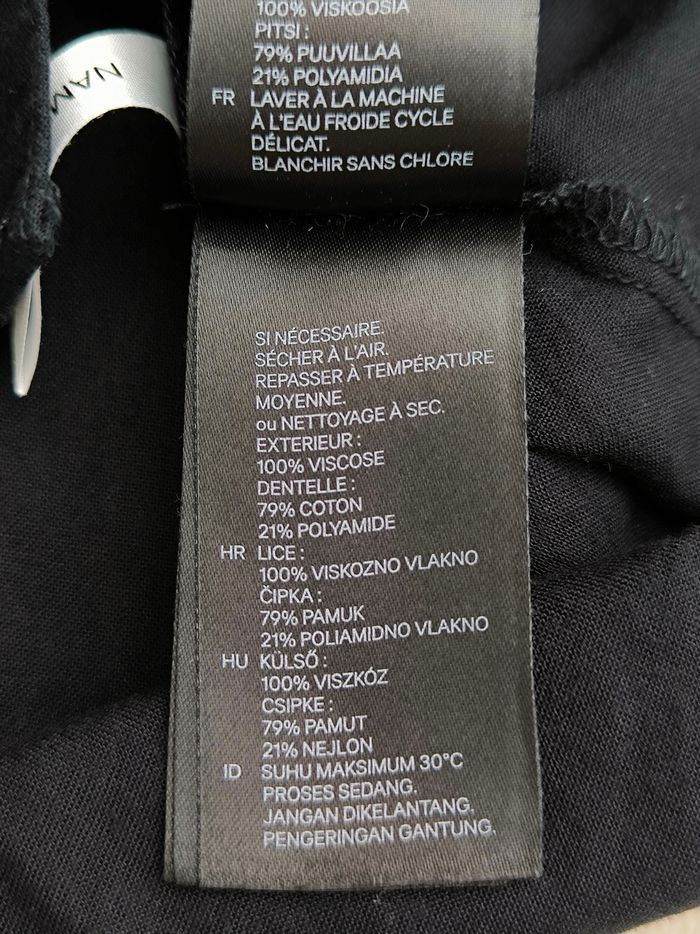 NAM
100% VISKOOSIA
PITSI :
79% PUUVILLAA
21% POLYAMIDIA
FR LAVER À LA MACHINE
À L'EAU FROIDE CYCLE
DÉLICAT.
BLANCHIR SANS CHLORE
SI NÉCESSAIRE.
SÉCHER À L'AIR.
REPASSER À TEMPÉRATURE
MOYENNE.
ou NETTOYAGE À SEC.
EXTERIEUR :
100% VISCOSE
DENTELLE :
79% COTON
21% POLYAMIDE
HR LICE :
100% VISKOZNO VLAKNO
ČIPKA :
79% PAMUK
21% POLIAMIDNO VLAKNO
HU KÜLSŐ :
100% VISZKÓZ
CSIPKE :
79% PAMUT
21% NEJLON
ID SUHU MAKSIMUM 30°C
PROSES SEDANG.
JANGAN DIKELANTANG.
PENGERINGAN GANTUNG.